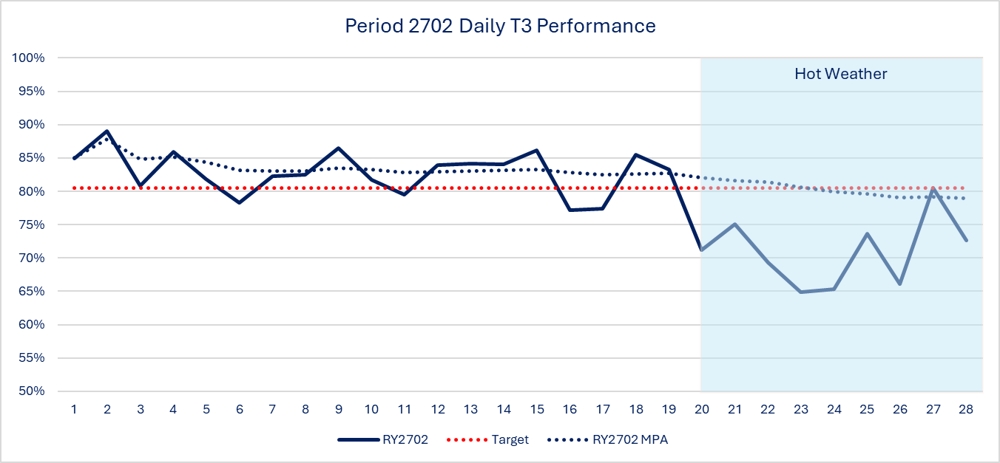 Period 2702 Daily T3 Performance
100%
95%
90%
85%
80%
75%
70%
65%
60%
55%
50%
Hot Weather
1 2 3 4 5 6 7 8 9 10 11 12 13 14 15 16 17 18 19 20 21 22 23 24 25 26 27 28
RY2702 Target RY2702 MPA